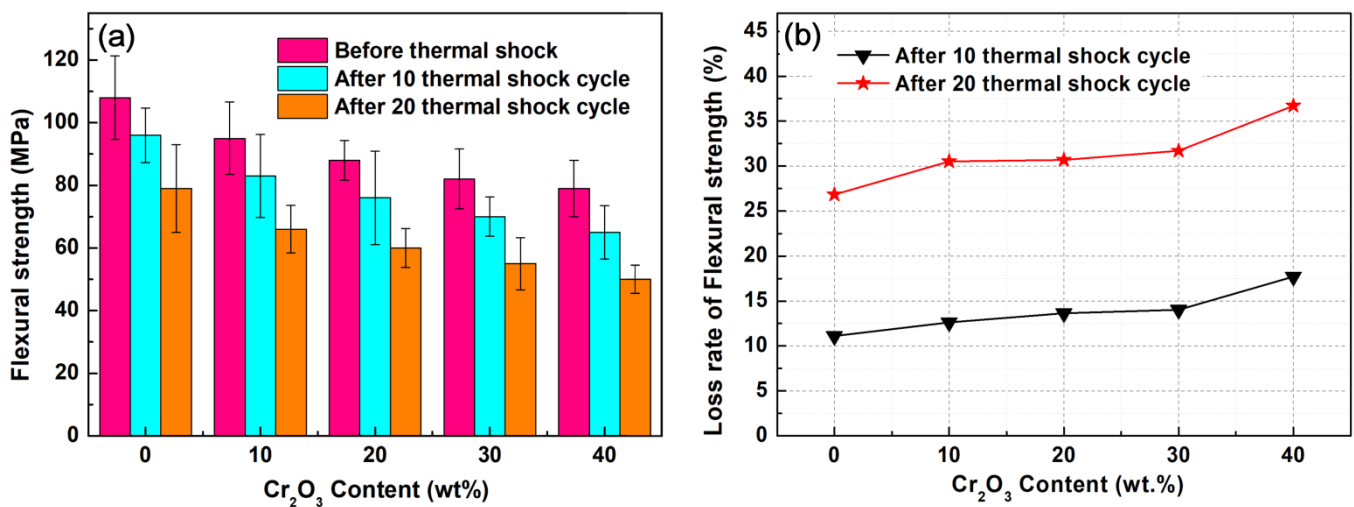 (a)
Before thermal shock
After 10 thermal shock cycle
After 20 thermal shock cycle
Flexural strength (MPa)
120
100
80
60
40
20
0
0 10 20 30 40
Cr₂O₃ Content (wt%)
(b)
After 10 thermal shock cycle
After 20 thermal shock cycle
Loss rate of Flexural strength (%)
45
40
35
30
25
20
15
10
5
0
0 10 20 30 40
Cr₂O₃ Content (wt.%)